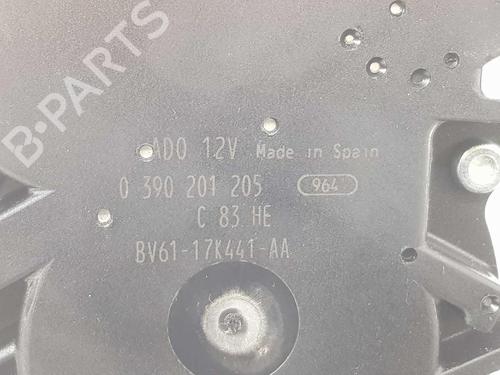 B-PARTS
ADO 12V Made in Spain
0 390 201 205 964
C 83 HE
BV61-17K441-AA